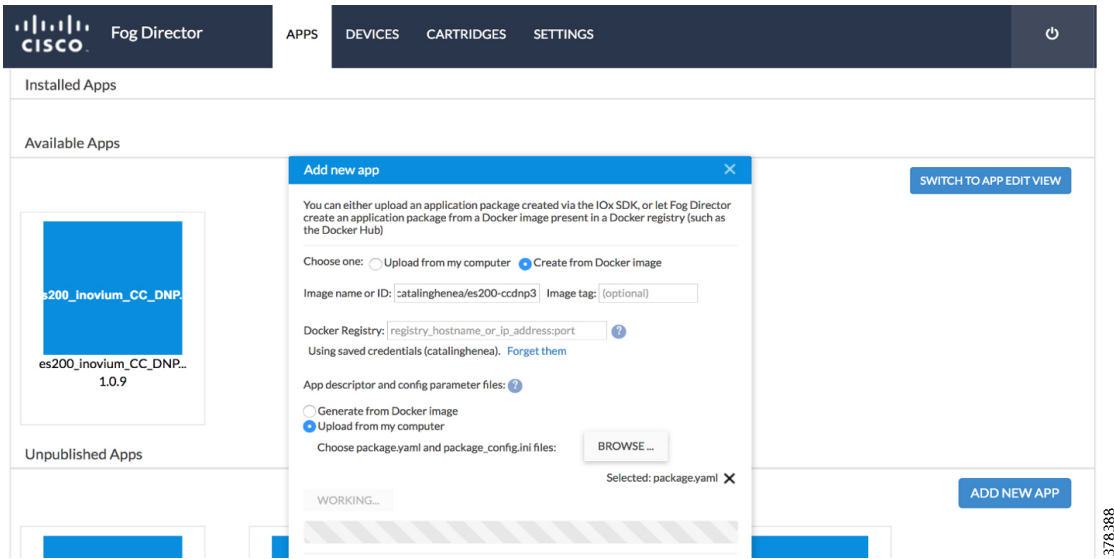 CISCO
Fog Director
APPS
DEVICES
CARTRIDGES
SETTINGS
Installed Apps
Available Apps
SWITCH TO APP EDIT VIEW
s200_inovium_CC_DNP.
es200_inovium_CC_DNP...
1.0.9
Add new app
You can either upload an application package created via the IOx SDK, or let Fog Director
create an application package from a Docker image present in a Docker registry (such as
the Docker Hub)
Choose one: Upload from my computer Create from Docker image
Image name or ID: catalinghenea/es200-ccdnp3 Image tag: (optional)
Docker Registry: registry_hostname_or_ip_address:port ?
Using saved credentials (catalinghenea). Forget them
App descriptor and config parameter files: ?
Generate from Docker image
Upload from my computer
Choose package.yaml and package_config.ini files: BROWSE ...
Selected: package.yaml
WORKING...
Unpublished Apps
ADD NEW APP
378388